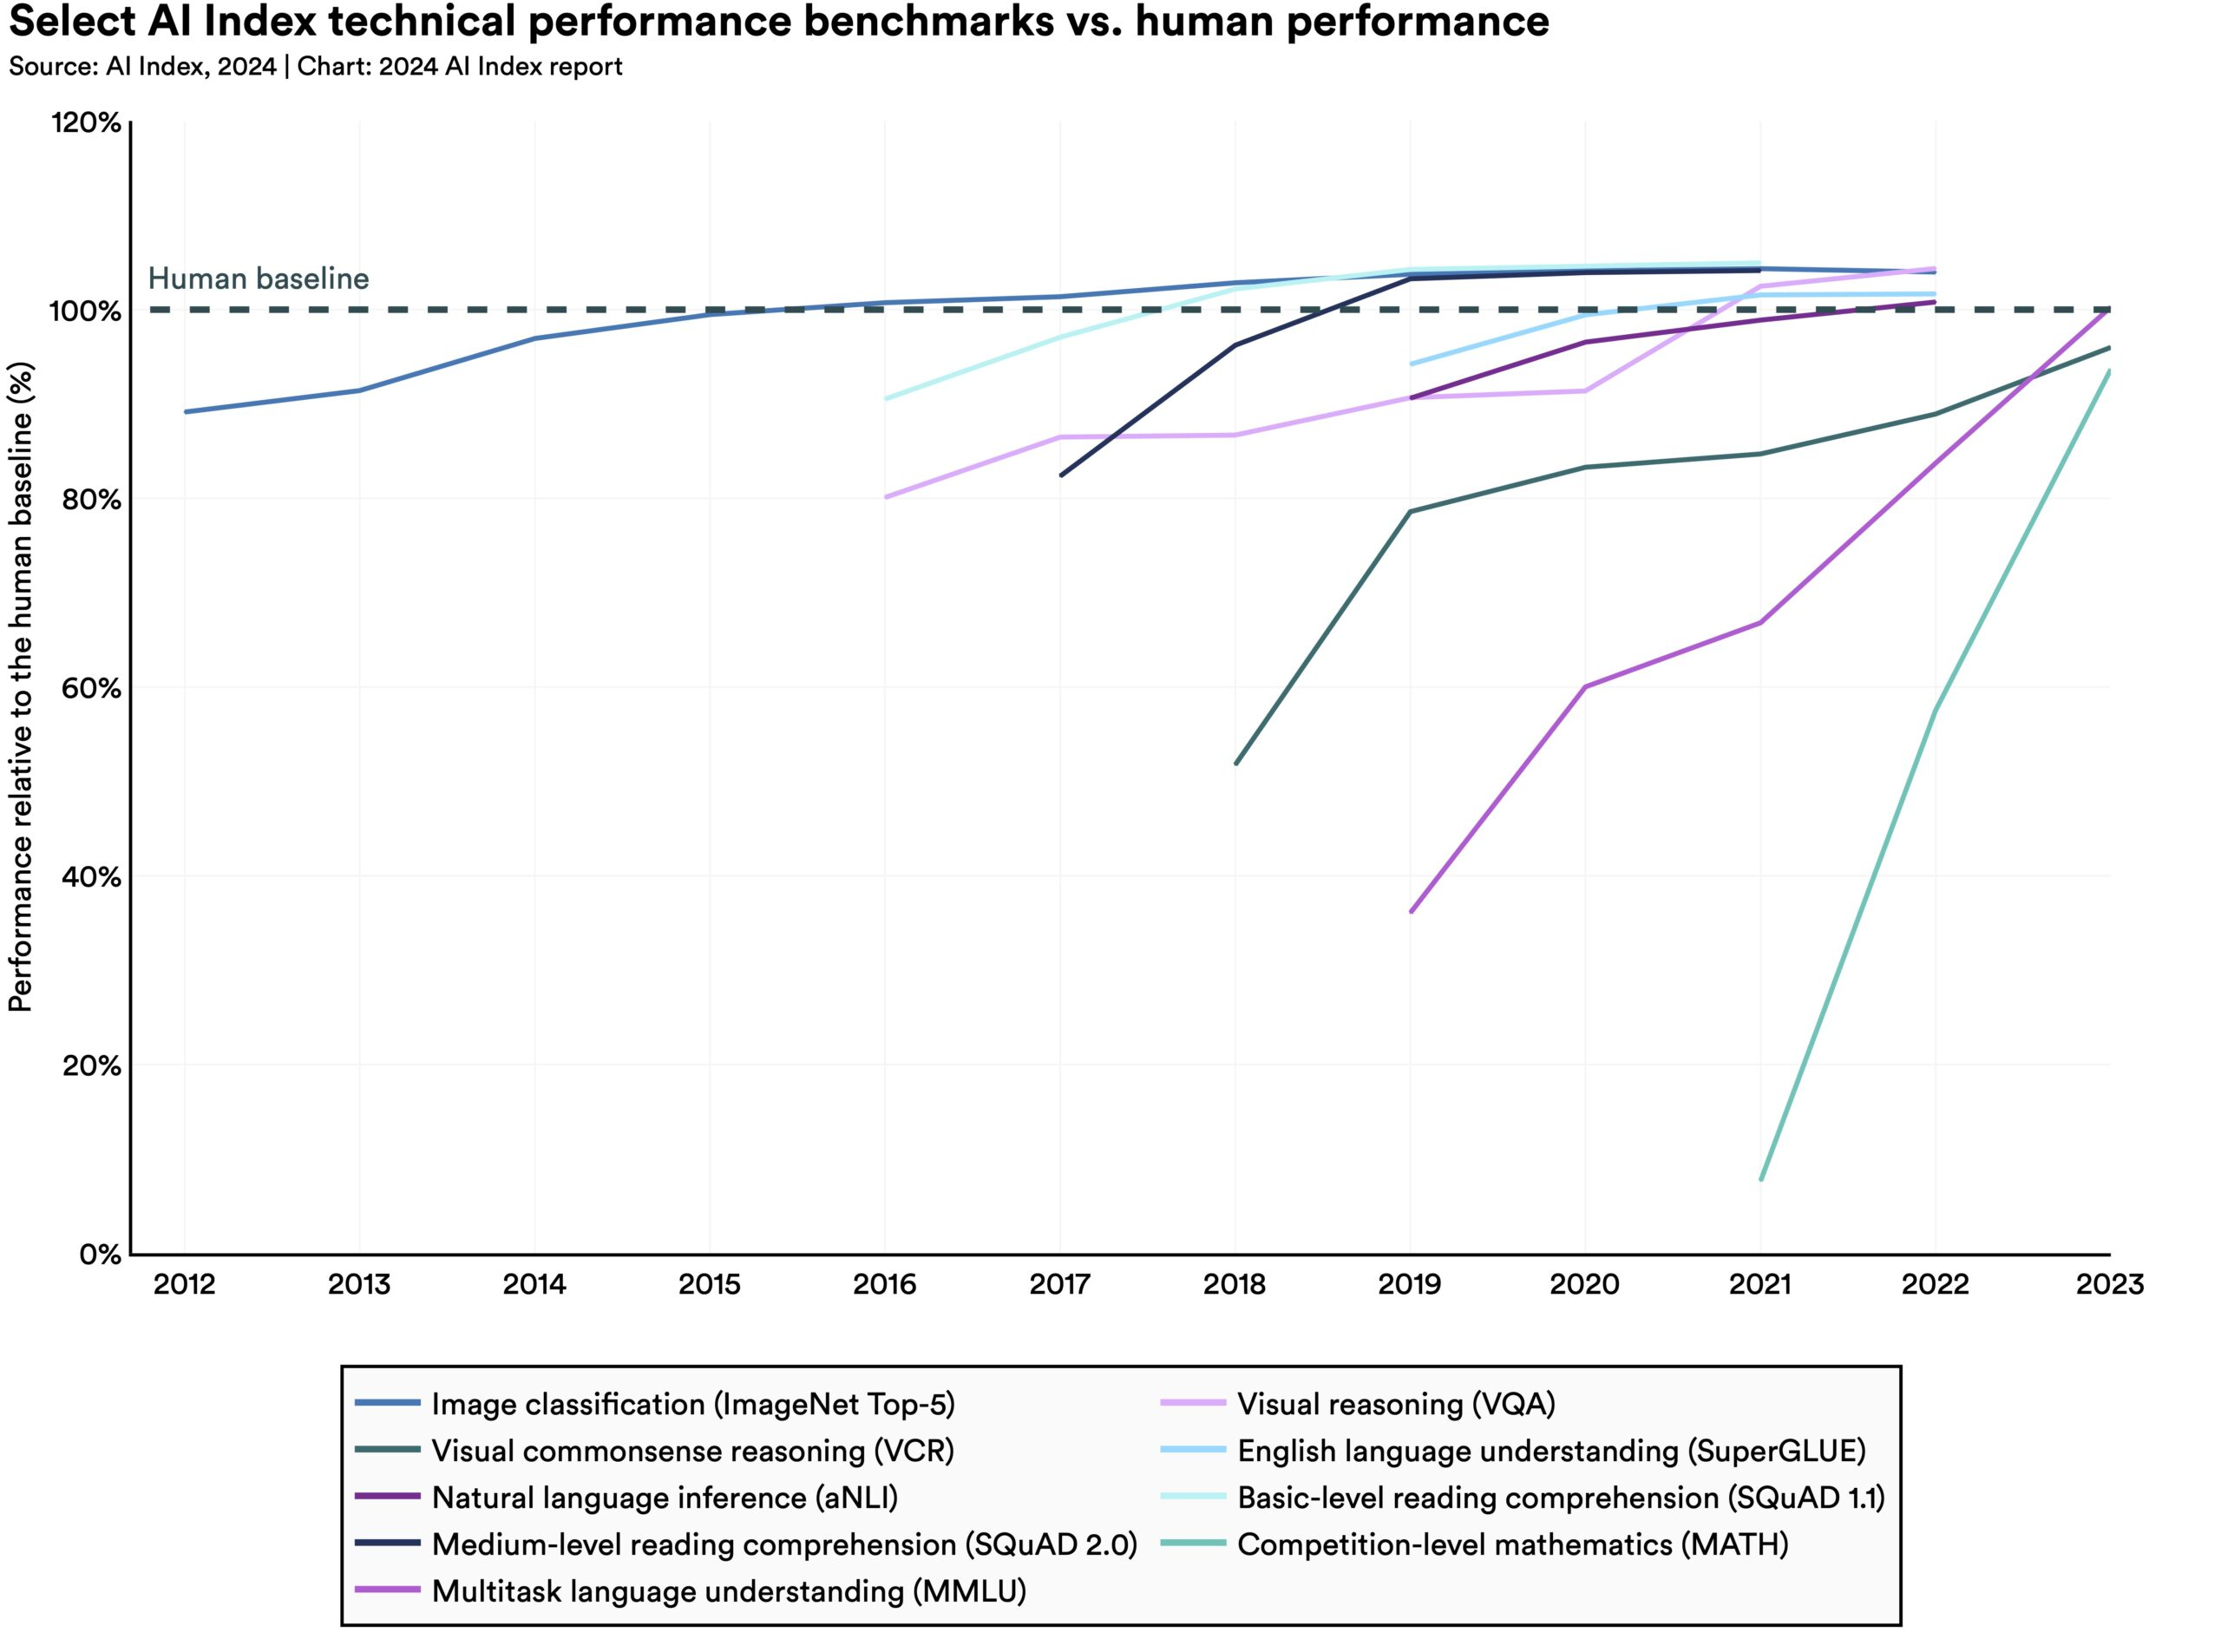 Select AI Index technical performance benchmarks vs. human performance
Source: AI Index, 2024 | Chart: 2024 AI Index report
Performance relative to the human baseline (%)
120%
100%
80%
60%
40%
20%
0%
Human baseline
2012 2013 2014 2015 2016 2017 2018 2019 2020 2021 2022 2023
Image classification (ImageNet Top-5)
Visual commonsense reasoning (VCR)
Natural language inference (aNLI)
Medium-level reading comprehension (SQuAD 2.0)
Multitask language understanding (MMLU)
Visual reasoning (VQA)
English language understanding (SuperGLUE)
Basic-level reading comprehension (SQuAD 1.1)
Competition-level mathematics (MATH)